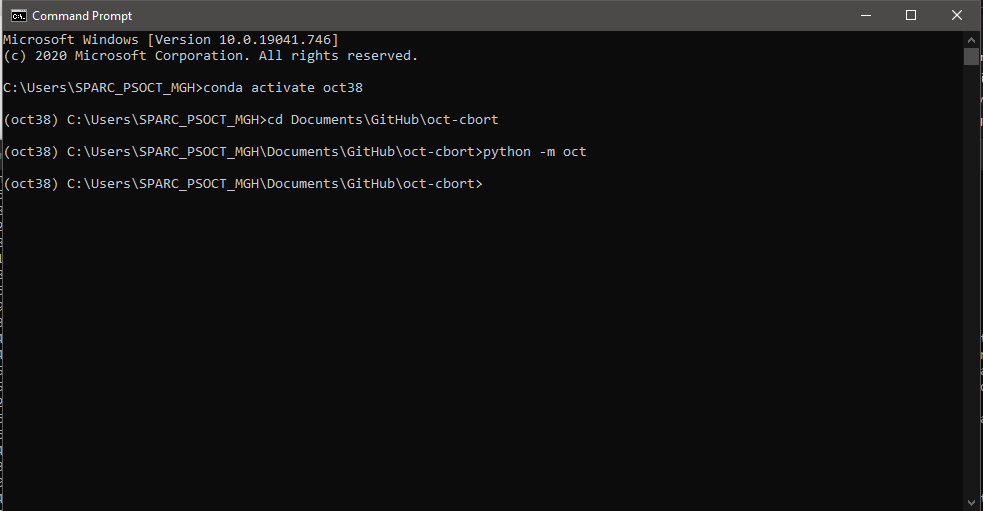 Command Prompt
Microsoft Windows [Version 10.0.19041.746]
(c) 2020 Microsoft Corporation. All rights reserved.
C:\Users\SPARC_PSOCT_MGH>conda activate oct38
(oct38) C:\Users\SPARC_PSOCT_MGH>cd Documents\GitHub\oct-cbort
(oct38) C:\Users\SPARC_PSOCT_MGH\Documents\GitHub\oct-cbort>python -m oct
(oct38) C:\Users\SPARC_PSOCT_MGH\Documents\GitHub\oct-cbort>